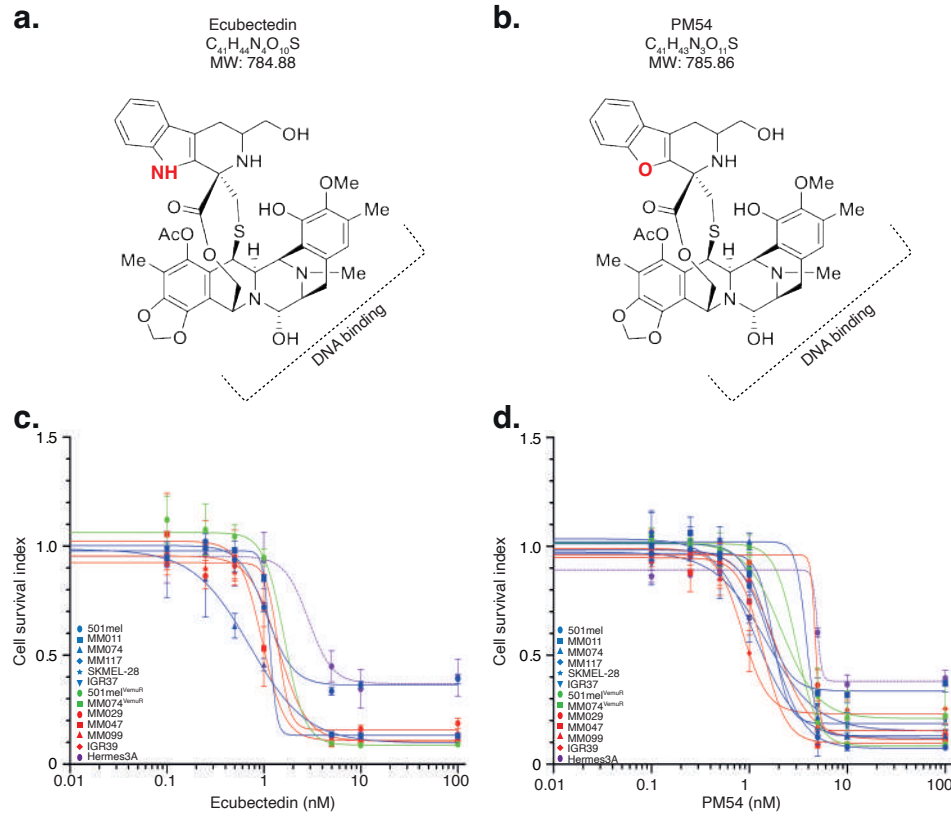 a.
Ecubectedin
C₄₁H₄₄N₄O₁₀S
MW: 784.88
OH
NH
NH
O
O
S
H
HO
OMe
Me
AcO
Me
N
Me
N
O
O
OH
DNA binding
b.
PM54
C₄₁H₄₃N₃O₁₁S
MW: 785.86
OH
NH
O
O
O
S
H
HO
OMe
Me
AcO
Me
N
Me
N
O
O
OH
DNA binding
c.
Cell survival index
1.5
1.0
0.5
0
501mel
MM011
MM074
MM117
SKMEL-28
IGR37
501melVemuR
MM074VemuR
MM029
MM047
MM099
IGR39
Hermes3A
0.01 0.1 1.0 10 100
Ecubectedin (nM)
d.
Cell survival index
1.5
1.0
0.5
0
501mel
MM011
MM074
MM117
SKMEL-28
IGR37
501melVemuR
MM074VemuR
MM029
MM047
MM099
IGR39
Hermes3A
0.01 0.1 1.0 10 100
PM54 (nM)